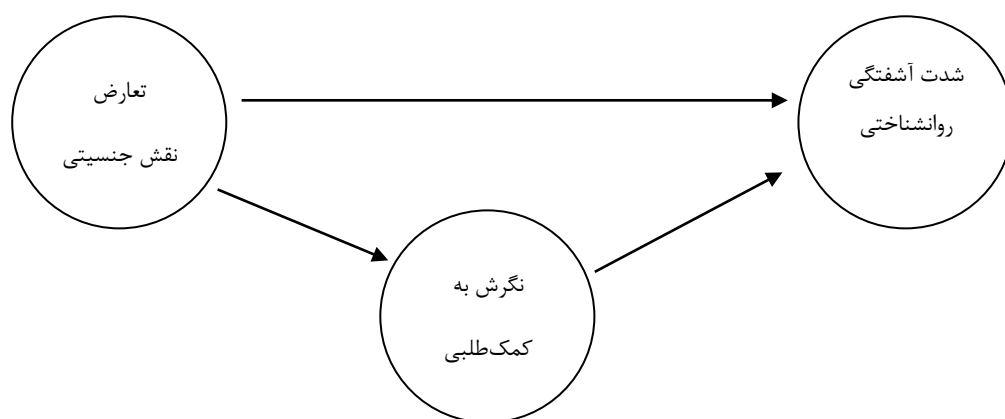 تعارض
نقش جنسیتی
شدت آشفتگی
روانشناختی
نگرش به
کمک‌طلبی